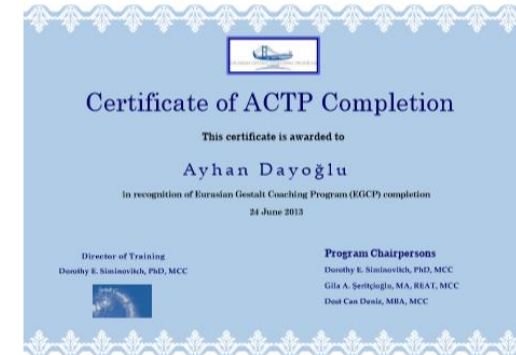 Certificate of ACTP Completion
This certificate is awarded to
Ayhan Dayoğlu
in recognition of Eurasian Gestalt Coaching Program (EGCP) completion
24 June 2013
Director of Training
Dorothy E. Siminovitch, PhD, MCC
Program Chairpersons
Dorothy E. Siminovitch, PhD, MCC
Gila A. Şeritçioğlu, MA, REAT, MCC
Dost Can Deniz, MBA, MCC